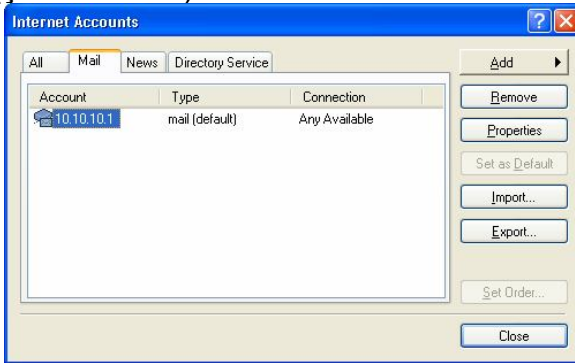 Internet Accounts
All Mail News Directory Service
Add
Account Type Connection
Remove
10.10.10.1 mail (default) Any Available
Properties
Set as Default
Import...
Export...
Set Order...
Close